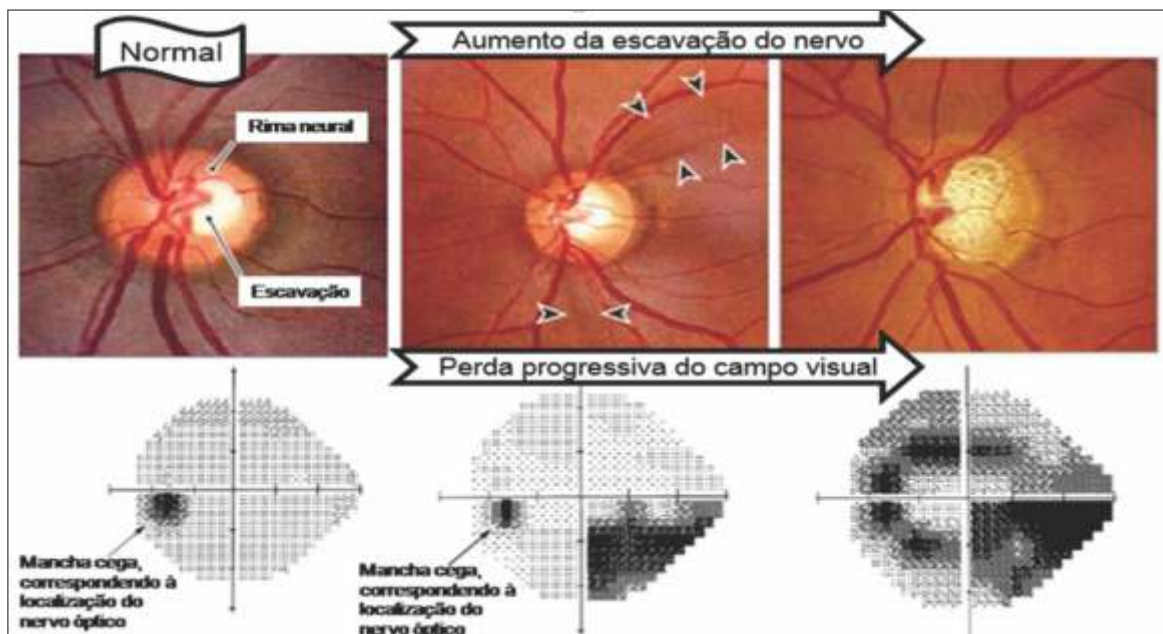 Normal
Aumento da escavação do nervo
Rima neural
Escavação
Perda progressiva do campo visual
Mancha cega,
correspondendo à
localização do
nervo óptico
Mancha cega,
correspondendo à
localização do
nervo óptico